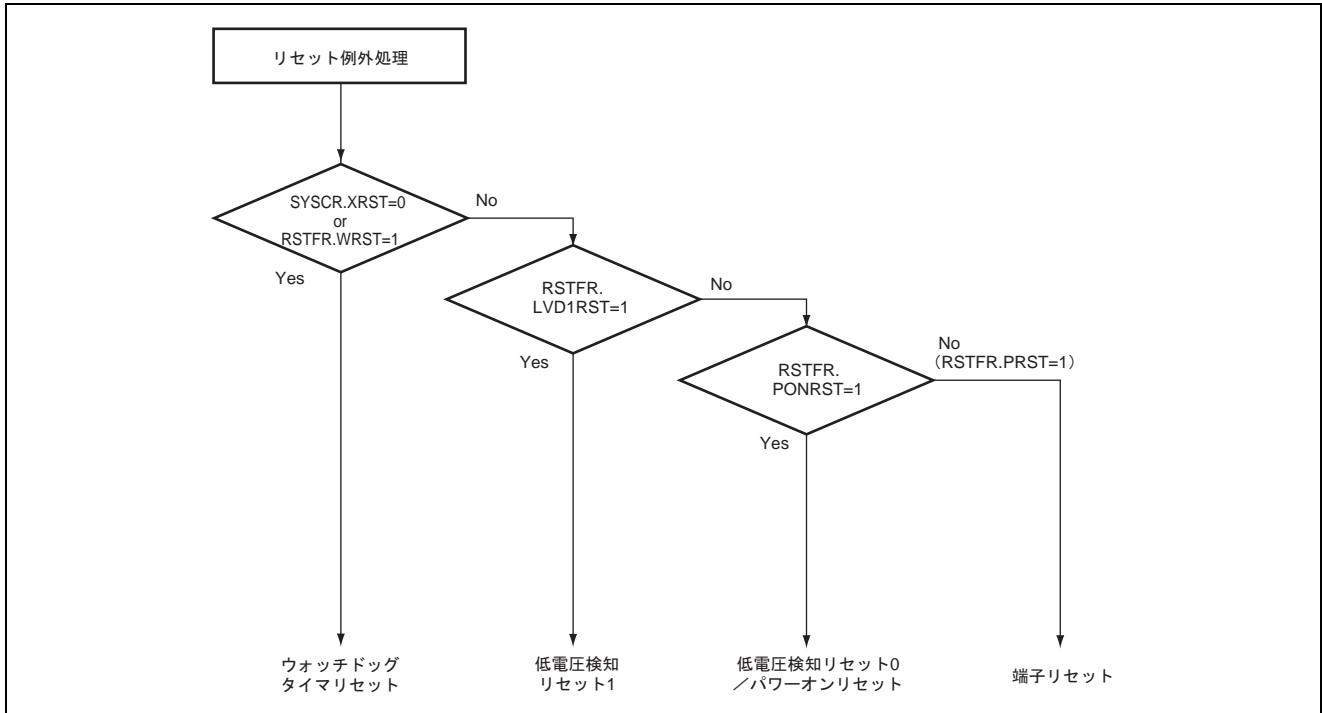 リセット例外処理
SYSCR.XRST=0
or
RSTFR.WRST=1
No
Yes
RSTFR.
LVD1RST=1
No
Yes
RSTFR.
PONRST=1
No
（RSTFR.PRST=1）
Yes
ウォッチドッグ
タイマリセット
低電圧検知
リセット1
低電圧検知リセット0
／パワーオンリセット
端子リセット